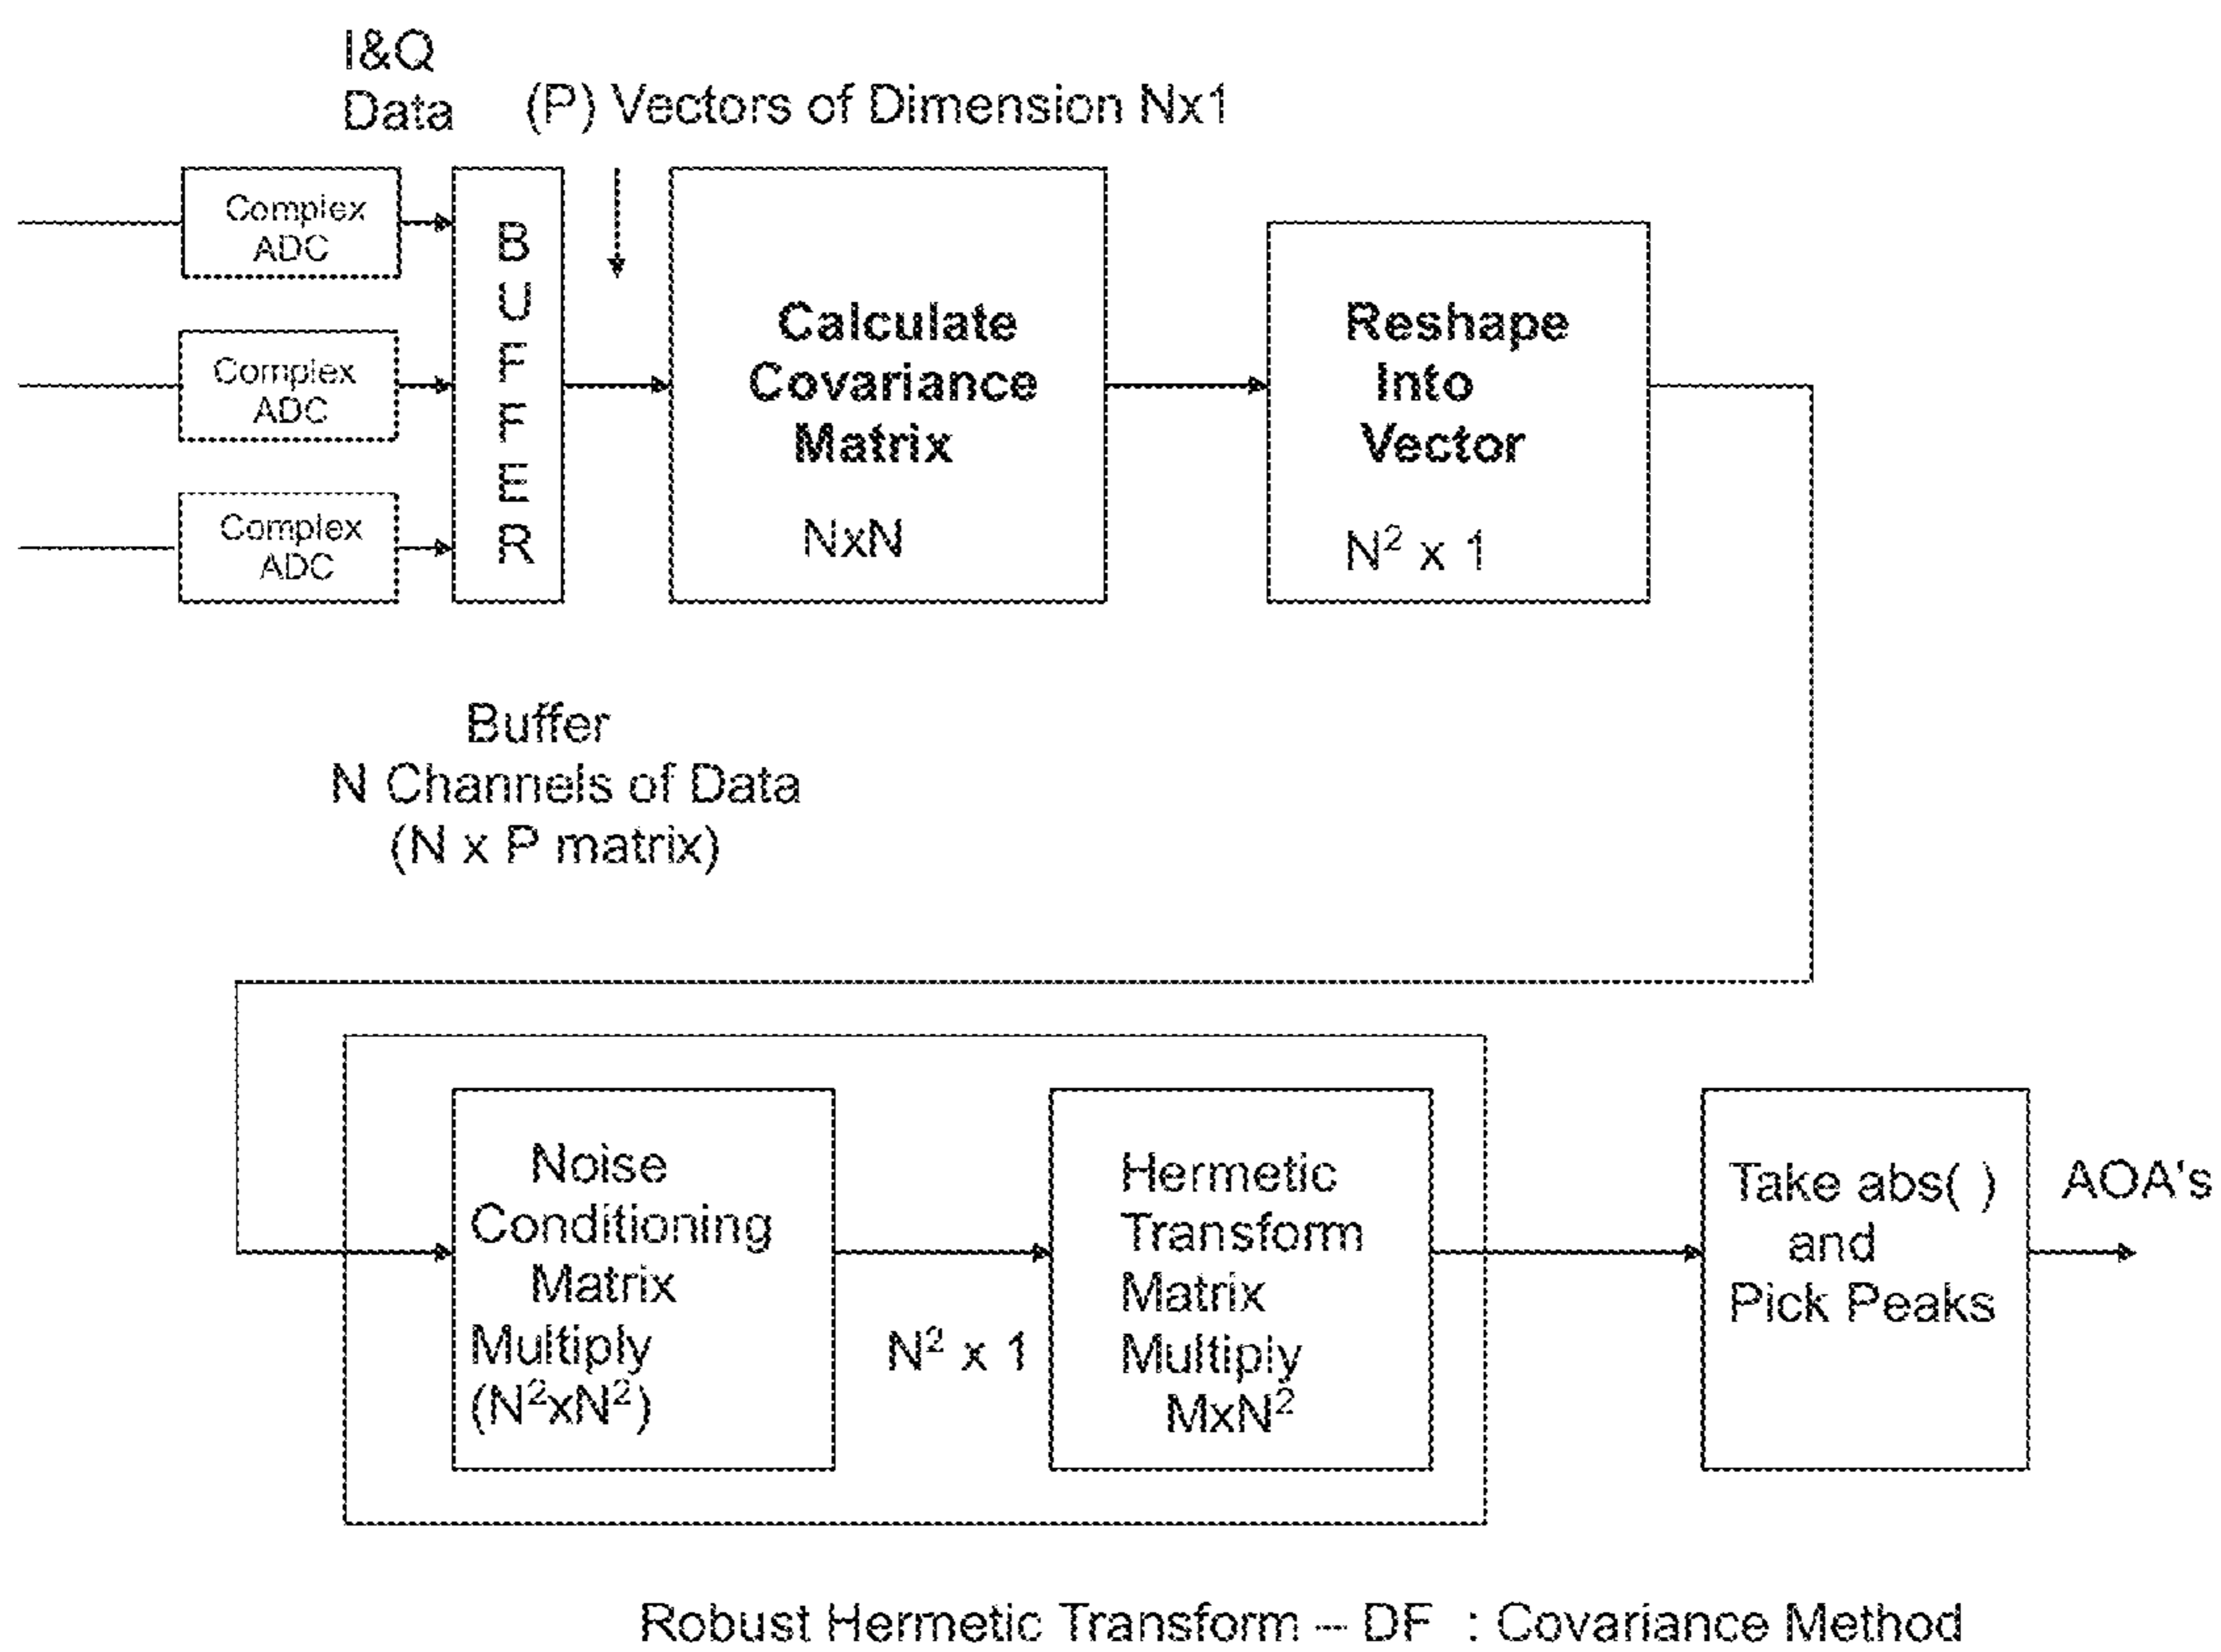 I&Q
Data
(P) Vectors of Dimension Nx1
Complex
ADC
Complex
ADC
Complex
ADC
B
U
F
F
E
R
Calculate
Covariance
Matrix
NxN
Reshape
Into
Vector
N² x 1
Buffer
N Channels of Data
(N x P matrix)
Noise
Conditioning
Matrix
Multiply
(N²xN²)
N² x 1
Hermetic
Transform
Matrix
Multiply
MxN²
Take abs( )
and
Pick Peaks
AOA's
Robust Hermetic Transform -- DF : Covariance Method